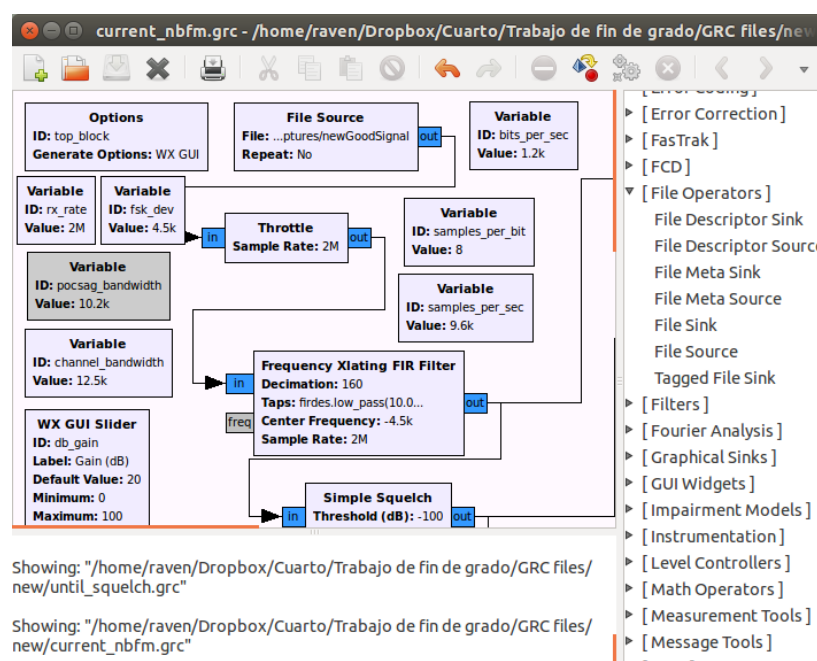 current_nbfm.grc - /home/raven/Dropbox/Cuarto/Trabajo de fin de grado/GRC files/new
Options
ID: top_block
Generate Options: WX GUI
File Source
File: ...ptures/newGoodSignal
Repeat: No
out
Variable
ID: bits_per_sec
Value: 1.2k
Variable
ID: rx_rate
Value: 2M
Variable
ID: fsk_dev
Value: 4.5k
in
Throttle
Sample Rate: 2M
out
Variable
ID: samples_per_bit
Value: 8
Variable
ID: pocsag_bandwidth
Value: 10.2k
Variable
ID: samples_per_sec
Value: 9.6k
Variable
ID: channel_bandwidth
Value: 12.5k
in
freq
Frequency Xlating FIR Filter
Decimation: 160
Taps: firdes.low_pass(10.0...
Center Frequency: -4.5k
Sample Rate: 2M
out
WX GUI Slider
ID: db_gain
Label: Gain (dB)
Default Value: 20
Minimum: 0
Maximum: 100
in
Simple Squelch
Threshold (dB): -100
out
[ Error Coding ]
[ Error Correction ]
[ FasTrak ]
[ FCD ]
[ File Operators ]
File Descriptor Sink
File Descriptor Source
File Meta Sink
File Meta Source
File Sink
File Source
Tagged File Sink
[ Filters ]
[ Fourier Analysis ]
[ Graphical Sinks ]
[ GUI Widgets ]
[ Impairment Models ]
[ Instrumentation ]
[ Level Controllers ]
[ Math Operators ]
[ Measurement Tools ]
[ Message Tools ]
Showing: "/home/raven/Dropbox/Cuarto/Trabajo de fin de grado/GRC files/
new/until_squelch.grc"
Showing: "/home/raven/Dropbox/Cuarto/Trabajo de fin de grado/GRC files/
new/current_nbfm.grc"